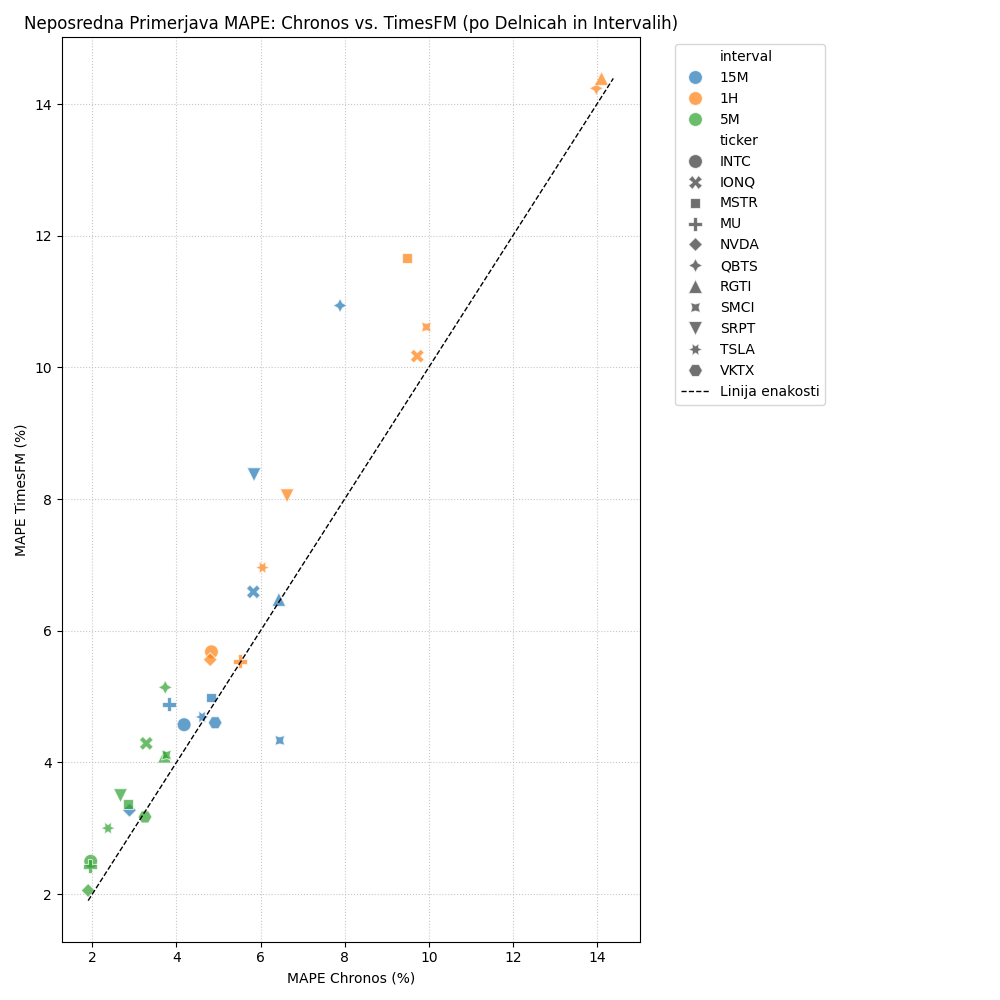 Neposredna Primerjava MAPE: Chronos vs. TimesFM (po Delnicah in Intervalih)
interval
15M
1H
5M
ticker
INTC
IONQ
MSTR
MU
NVDA
QBTS
RGTI
SMCI
SRPT
TSLA
VKTX
Linija enakosti
MAPE TimesFM (%)
14
12
10
8
6
4
2
2 4 6 8 10 12 14
MAPE Chronos (%)